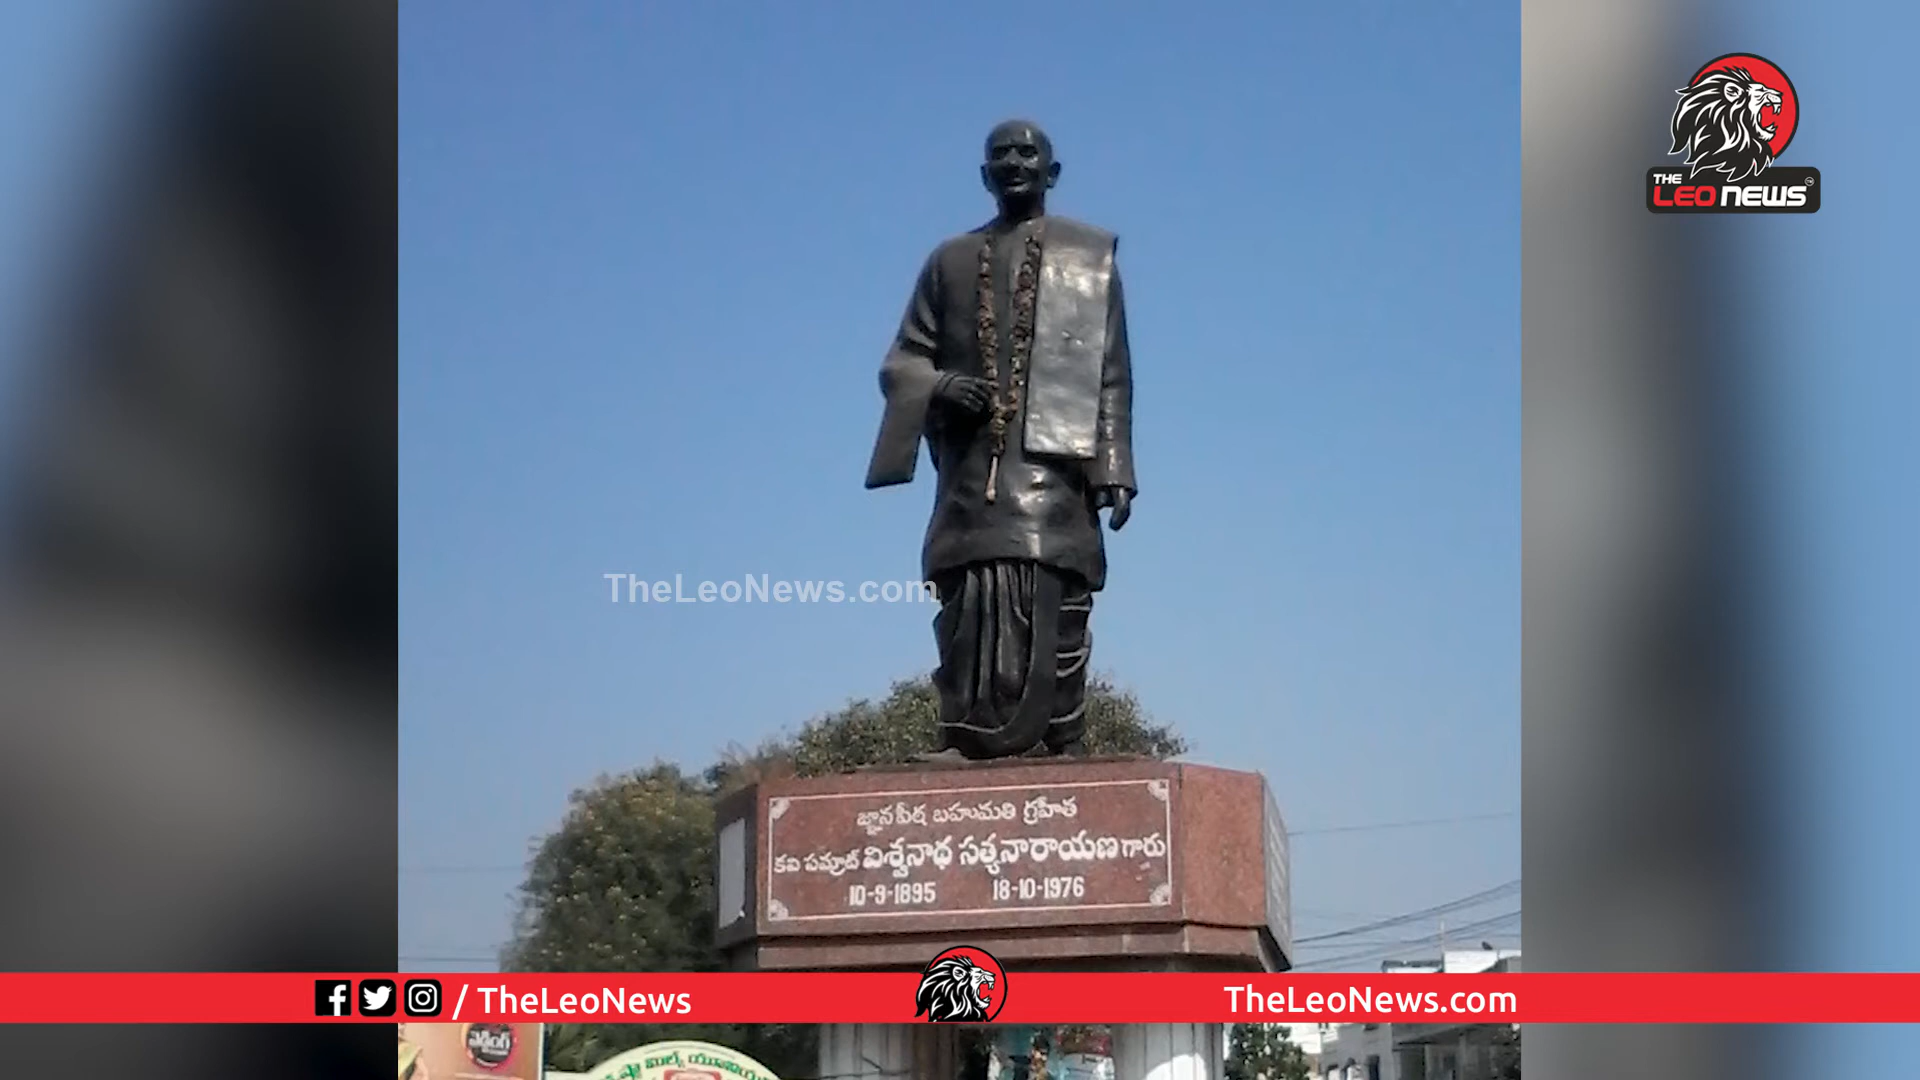 THE
LEO NEWS
TheLeoNews.com
జ్ఞాన పీఠ బహుమతి గ్రహీత
కవి సమ్రాట్ విశ్వనాథ సత్యనారాయణ గారు
10-9-1895 18-10-1976
/ TheLeoNews
TheLeoNews.com
వెడ్డింగ్
మిల్క్ యూనియన్